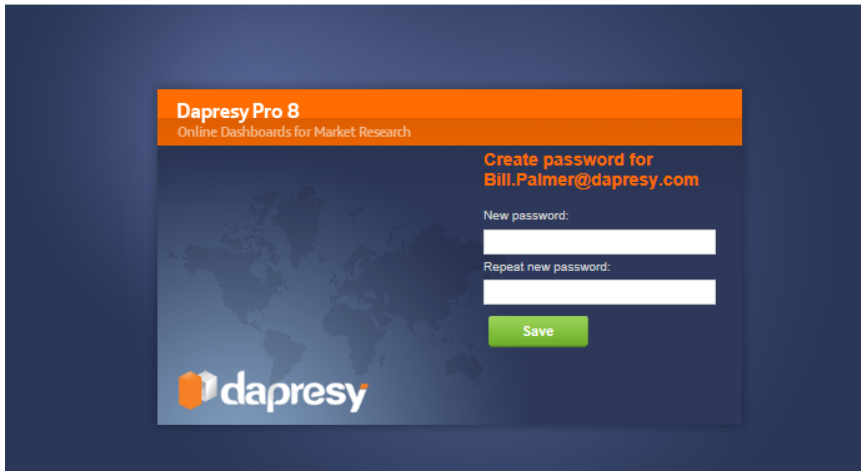 Dapresy Pro 8
Online Dashboards for Market Research
Create password for
Bill.Palmer@dapresy.com
New password:
Repeat new password:
Save
dapresy